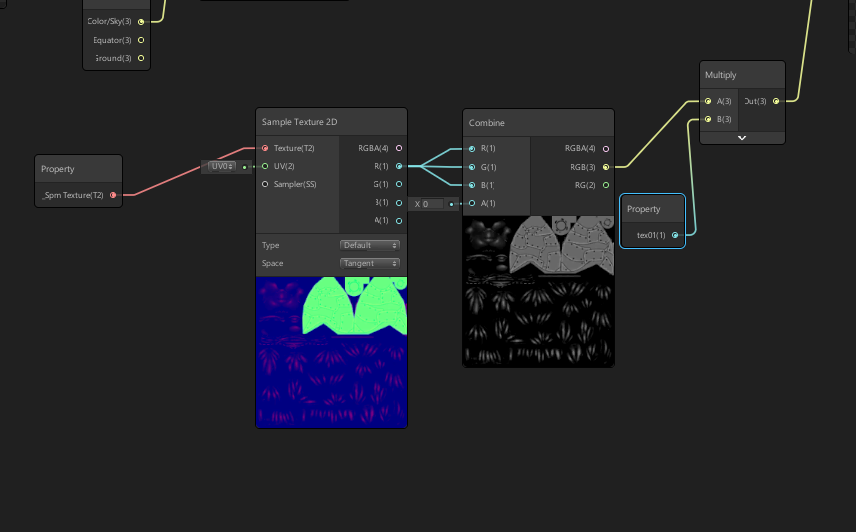 Color/Sky(3)
Equator(3)
Ground(3)
Multiply
A(3)
Out(3)
B(3)
Sample Texture 2D
Texture(T2)
RGBA(4)
UV0
UV(2)
R(1)
Sampler(SS)
G(1)
B(1)
A(1)
Type
Default
Space
Tangent
Combine
R(1)
RGBA(4)
G(1)
RGB(3)
B(1)
RG(2)
X 0
A(1)
Property
_Spm Texture(T2)
Property
tex01(1)